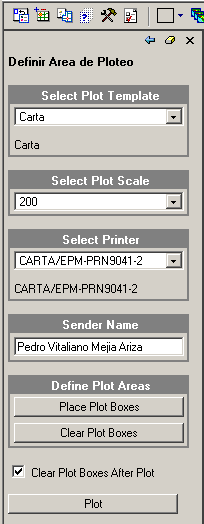 Definir Area de Ploteo
Select Plot Template
Carta
Carta
Select Plot Scale
200
Select Printer
CARTA/EPM-PRN9041-2
CARTA/EPM-PRN9041-2
Sender Name
Pedro Vitaliano Mejia Ariza
Define Plot Areas
Place Plot Boxes
Clear Plot Boxes
Clear Plot Boxes After Plot
Plot